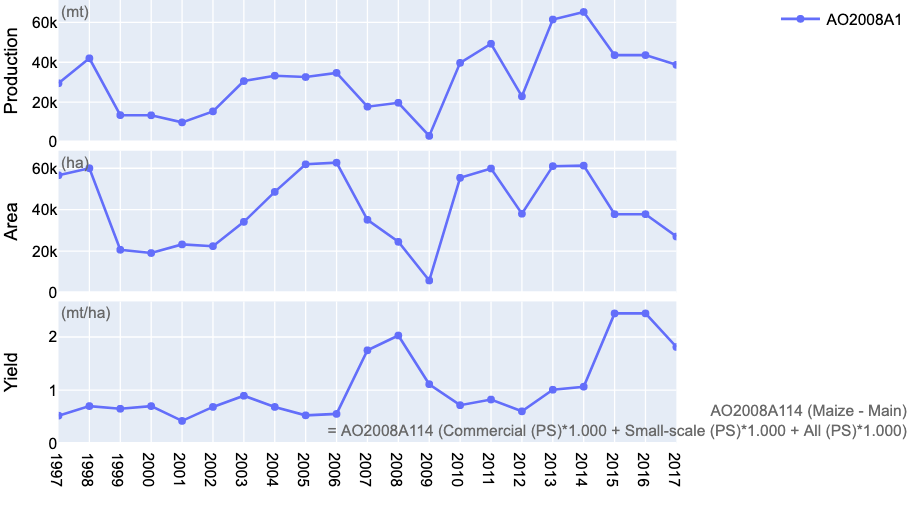 (mt)
AO2008A1
Production
60k
40k
20k
0
(ha)
Area
60k
40k
20k
0
(mt/ha)
Yield
2
1
0
AO2008A114 (Maize - Main)
= AO2008A114 (Commercial (PS)*1.000 + Small-scale (PS)*1.000 + All (PS)*1.000)
1997 1998 1999 2000 2001 2002 2003 2004 2005 2006 2007 2008 2009 2010 2011 2012 2013 2014 2015 2016 2017